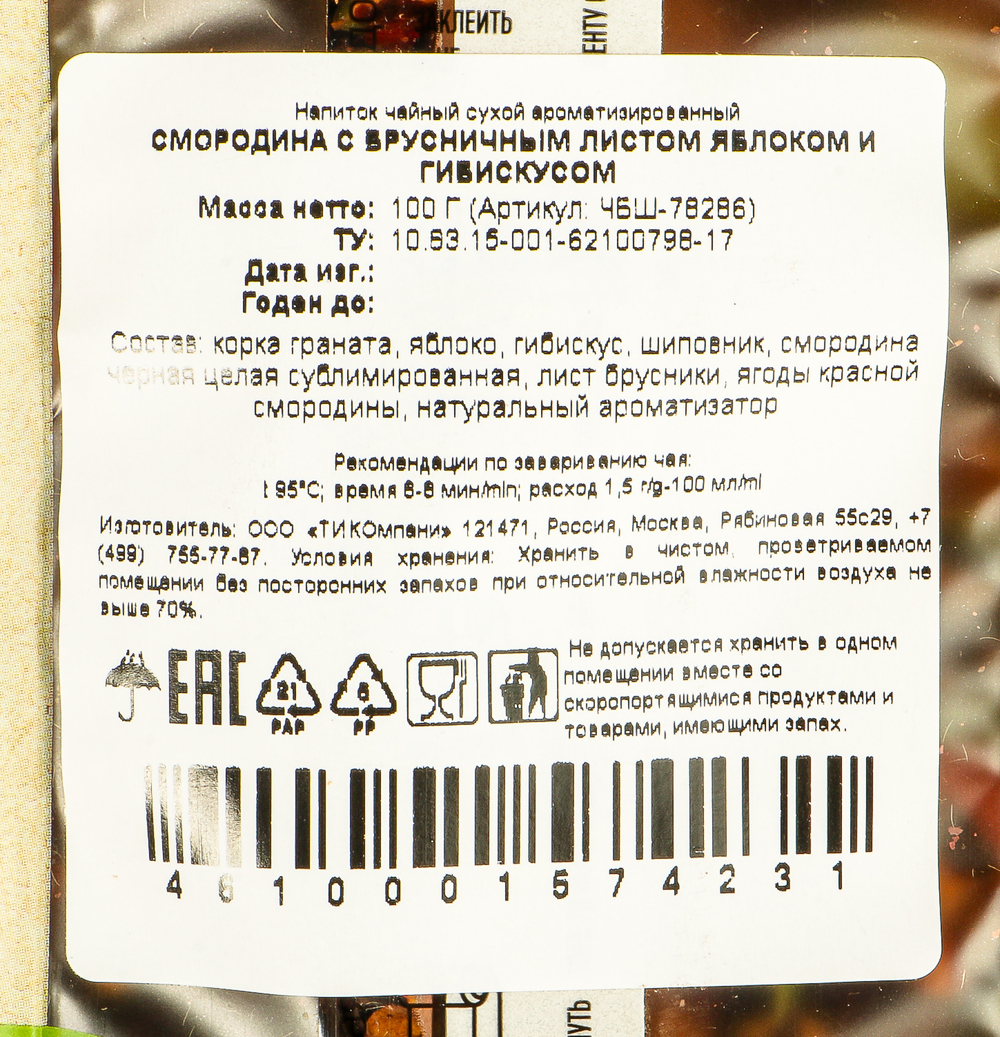 КЛЕИТЬ
ЕНТУ
Напиток чайный сухой ароматизированный
СМОРОДИНА С БРУСНИЧНЫМ ЛИСТОМ ЯБЛОКОМ И
ГИБИСКУСОМ
Масса нетто: 100 Г (Артикул: ЧБШ-78286)
ТУ: 10.83.15-001-62100798-17
Дата изг.:
Годен до:
Состав: корка граната, яблоко, гибискус, шиповник, смородина
черная целая сублимированная, лист брусники, ягоды красной
смородины, натуральный ароматизатор
Рекомендации по завариванию чая:
t 95°C; время 6-8 мин/min; расход 1,5 г/g-100 мл/ml
Изготовитель: ООО «ТИ КОмпани» 121471, Россия, Москва, Рябиновая 55с29, +7
(499) 755-77-87. Условия хранения: Хранить в чистом, проветриваемом
помещении без посторонних запахов при относительной влажности воздуха не
выше 70%.
EAC
21
PAP
5
PP
Не допускается хранить в одном
помещении вместе со
скоропортящимися продуктами и
товарами, имеющими запах.
4 6 1 0 0 0 1 5 7 4 2 3 1